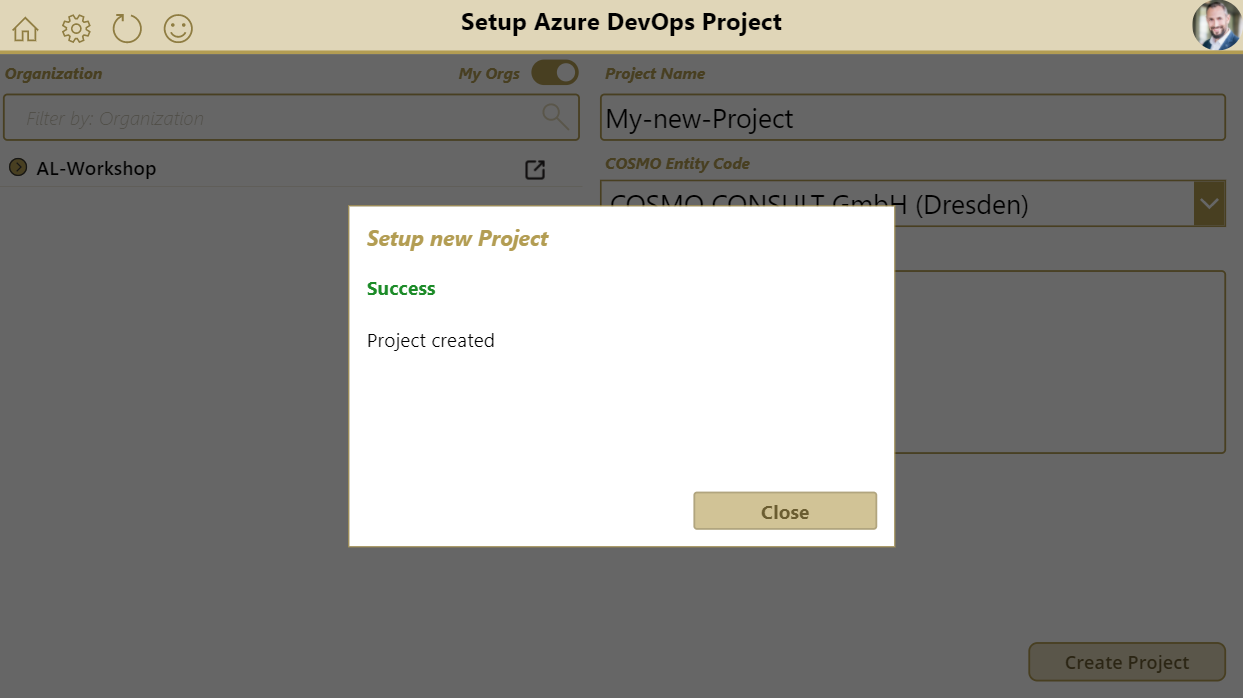 Setup Azure DevOps Project
Organization
My Orgs
Filter by: Organization
AL-Workshop
Project Name
My-new-Project
COSMO Entity Code
COSMO CONSULT GmbH (Dresden)
Setup new Project
Success
Project created
Close
Create Project